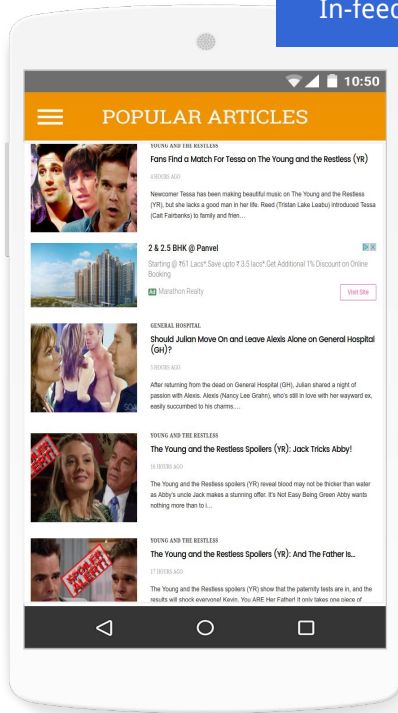 In-feed
10:50
POPULAR ARTICLES
YOUNG AND THE RESTLESS
Fans Find a Match For Tessa on The Young and the Restless (YR)
4 HOURS AGO
Newcomer Tessa has been making beautiful music on The Young and the Restless
(YR), but she lacks a good man in her life. Reed (Tristan Lake Leabu) introduced Tessa
(Cait Fairbanks) to family and frien…
2 & 2.5 BHK @ Panvel
Starting @ ₹61 Lacs*.Save upto ₹ 3.5 lacs*.Get Additional 1% Discount on Online
Booking
Ad Marathon Realty
Visit Site
GENERAL HOSPITAL
Should Julian Move On and Leave Alexis Alone on General Hospital
(GH)?
5 HOURS AGO
After returning from the dead on General Hospital (GH), Julian shared a night of
passion with Alexis. Alexis (Nancy Lee Grahn), who's still in love with her wayward ex,
easily succumbed to his charms.…
SPOILER
ALERT!
YOUNG AND THE RESTLESS
The Young and the Restless Spoilers (YR): Jack Tricks Abby!
16 HOURS AGO
The Young and the Restless spoilers (YR) reveal blood may not be thicker than water
as Abby's uncle Jack makes a stunning offer. It's Not Easy Being Green Abby wants
nothing more than to l…
SPOILER
ALERT!
YOUNG AND THE RESTLESS
The Young and the Restless Spoilers (YR): And The Father Is…
17 HOURS AGO
The Young and the Restless spoilers (YR) show that the paternity tests are in, and the
results will shock everyone! Kevin, You ARE Her Father! It only takes one piece of